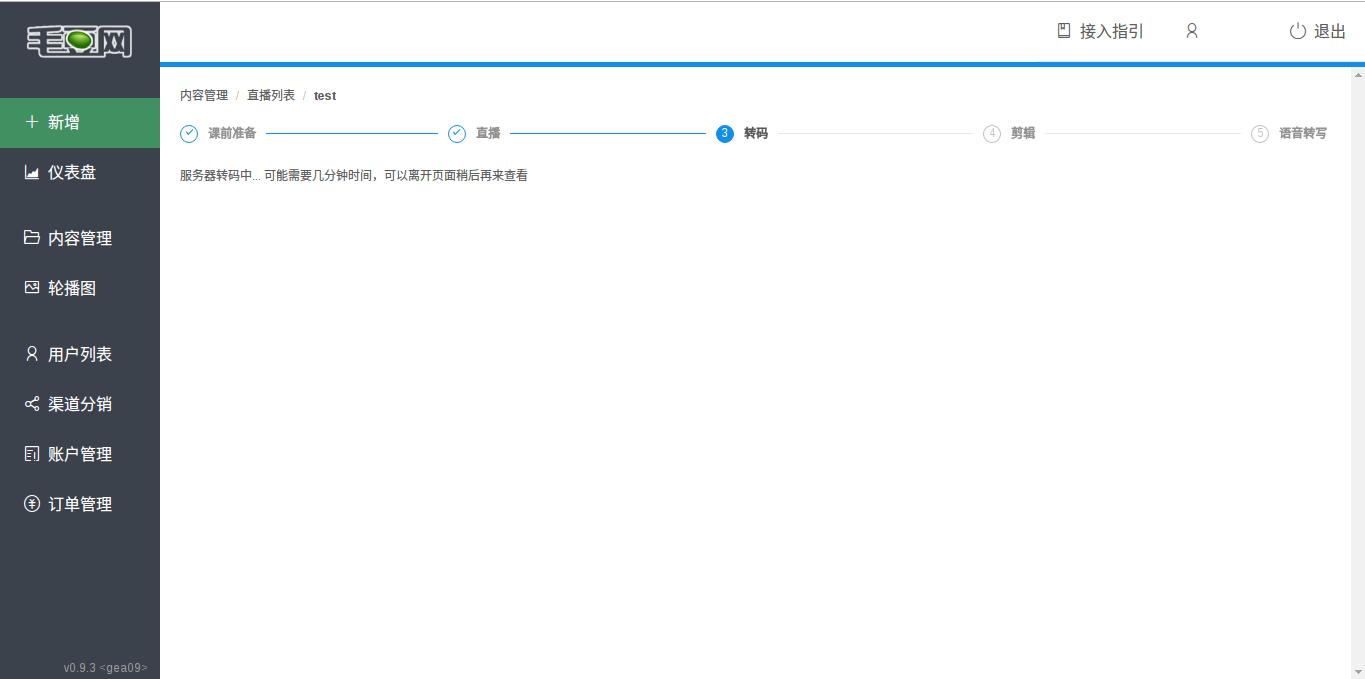 毛豆网
接入指引
退出
新增
仪表盘
内容管理
轮播图
用户列表
渠道分销
账户管理
订单管理
v0.9.3 <gea09>
内容管理 / 直播列表 / test
课前准备 直播 3 转码 4 剪辑 5 语音转写
服务器转码中... 可能需要几分钟时间，可以离开页面稍后再来查看